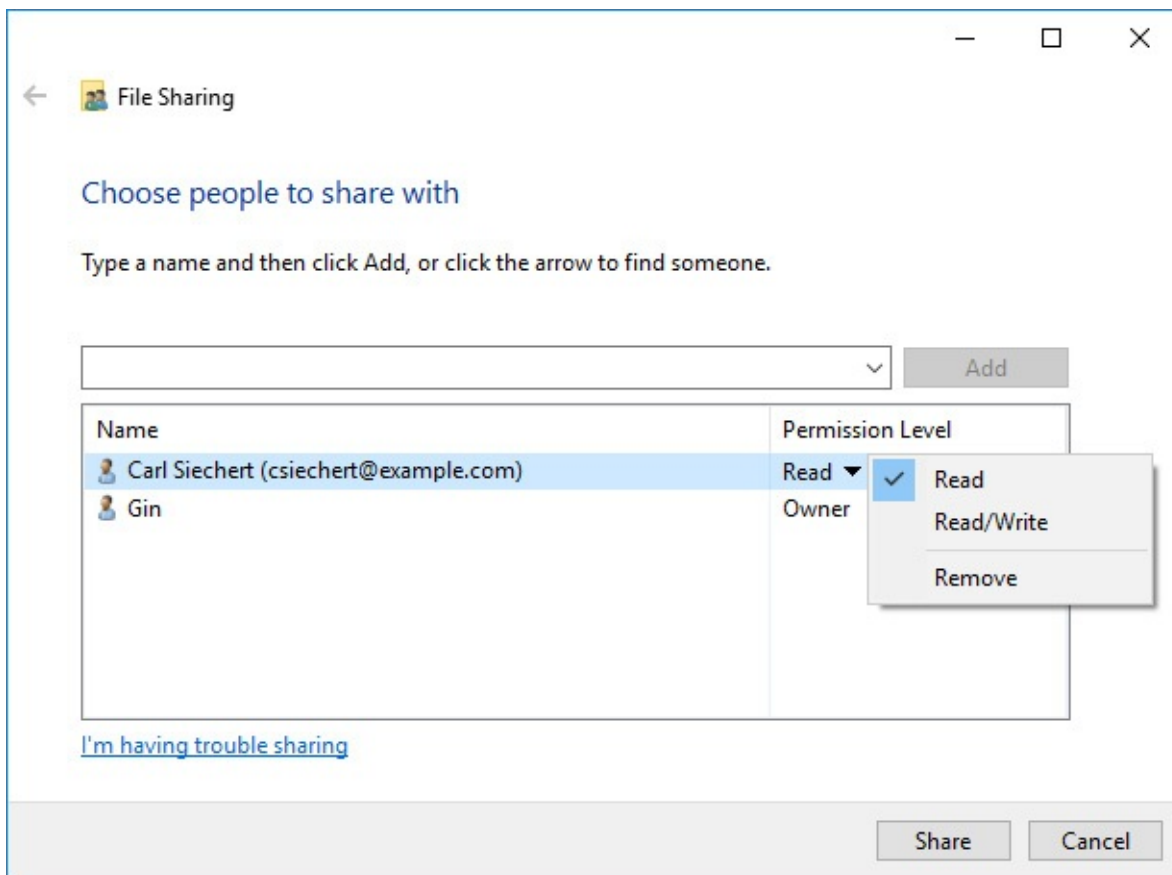 File Sharing
Choose people to share with
Type a name and then click Add, or click the arrow to find someone.
Add
Name Permission Level
Carl Siechert (csiechert@example.com) Read
Gin Owner
Read
Read/Write
Remove
I'm having trouble sharing
Share Cancel